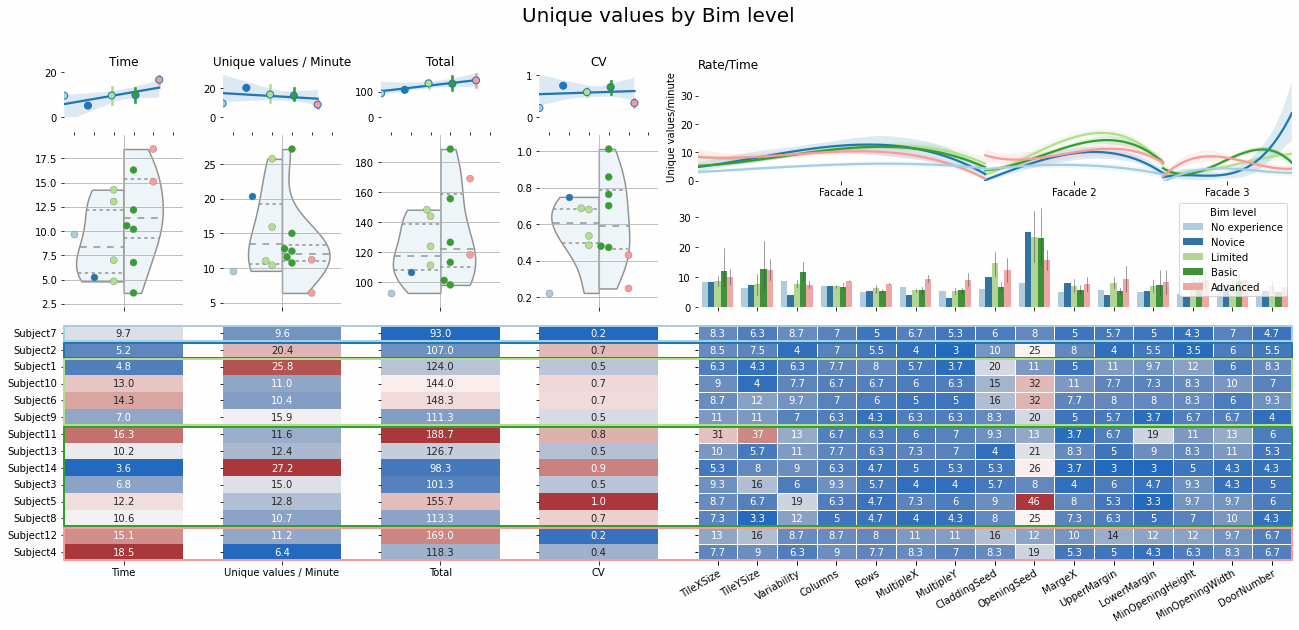 Unique values by Bim level
Time
Unique values / Minute
Total
CV
Rate/Time
20
0
20
0
100
0
1
0
Unique values/minute
30
20
10
0
Facade 1
Facade 2
Facade 3
17.5
15.0
12.5
10.0
7.5
5.0
2.5
25
20
15
10
5
180
160
140
120
100
1.0
0.8
0.6
0.4
0.2
30
20
10
0
Bim level
No experience
Novice
Limited
Basic
Advanced
Subject7 9.7 9.6 93.0 0.2 8.3 6.3 8.7 7 5 6.7 5.3 6 8 5 5.7 5 4.3 7 4.7
Subject2 5.2 20.4 107.0 0.7 8.5 7.5 4 7 5.5 4 3 10 25 8 4 5.5 3.5 6 5.5
Subject1 4.8 25.8 124.0 0.5 6.3 4.3 6.3 7.7 8 5.7 3.7 20 11 5 11 9.7 12 6 8.3
Subject10 13.0 11.0 144.0 0.7 9 4 7.7 6.7 6.7 6 6.3 15 32 11 7.7 7.3 8.3 10 7
Subject6 14.3 10.4 148.3 0.7 8.7 12 9.7 7 6 5 5 16 32 7.7 8 8 8.3 6 9.3
Subject9 7.0 15.9 111.3 0.5 11 11 7 6.3 4.3 6.3 6.3 8.3 20 5 5.7 3.7 6.7 6.7 4
Subject11 16.3 11.6 188.7 0.8 31 37 13 6.7 6.3 6 7 9.3 13 3.7 6.7 19 11 13 6
Subject13 10.2 12.4 126.7 0.5 10 5.7 11 7.7 6.3 7.3 7 4 21 8.3 5 9 8.3 11 5.3
Subject14 3.6 27.2 98.3 0.9 5.3 8 9 6.3 4.7 5 5.3 5.3 26 3.7 3 3 5 4.3 4.3
Subject3 6.8 15.0 101.3 0.5 9.3 16 6 9.3 5.7 4 4 5.7 8 4 6 4.7 9.3 4.3 5
Subject5 12.2 12.8 155.7 1.0 8.7 6.7 19 6.3 4.7 7.3 6 9 46 8 5.3 3.3 9.7 9.7 6
Subject8 10.6 10.7 113.3 0.7 7.3 3.3 12 5 4.7 4 4.3 8 25 7.3 6.3 5 7 10 4.3
Subject12 15.1 11.2 169.0 0.2 13 16 8.7 8.7 8 11 11 16 12 12 14 12 12 9.7 6.7
Subject4 18.5 6.4 118.3 0.4 7.7 9 6.3 9 7.7 8.3 7 8.3 19 5.3 5 4.3 6.3 8.3 6.7
Time
Unique values / Minute
Total
CV
TileXSize
TileYSize
Variability
Columns
Rows
MultipleX
MultipleY
CladdingSeed
OpeningSeed
MargeX
UpperMargin
LowerMargin
MinOpeningHeight
MinOpeningWidth
DoorNumber